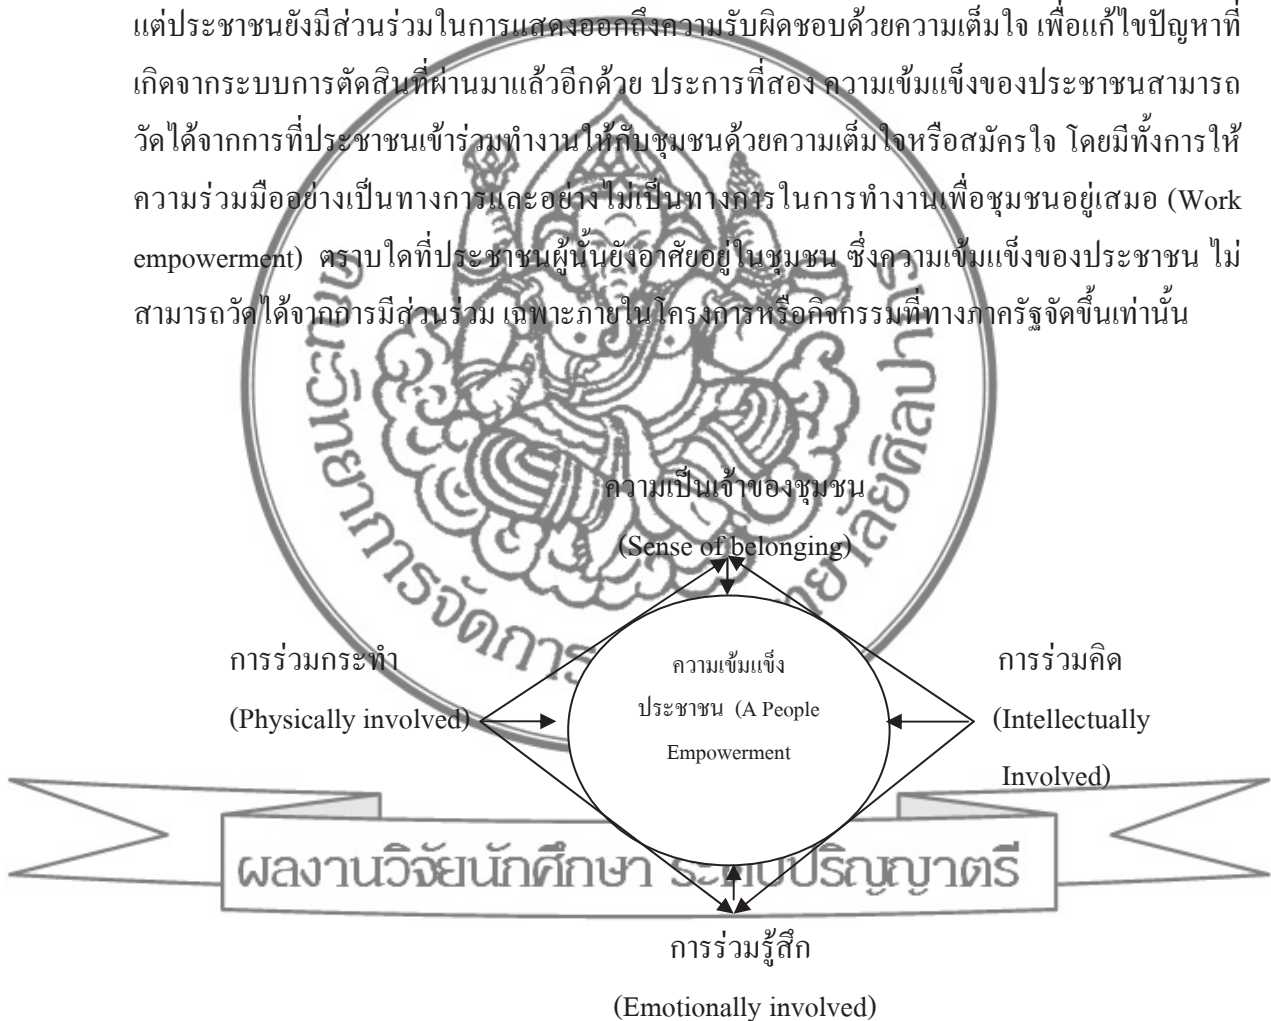 แต่ประชาชนยังมีส่วนร่วมในการแสดงออกถึงความรับผิดชอบด้วยความเต็มใจ เพื่อแก้ไขปัญหาที่
เกิดจากระบบการตัดสินที่ผ่านมาแล้วอีกด้วย ประการที่สอง ความเข้มแข็งของประชาชนสามารถ
วัดได้จากการที่ประชาชนเข้าร่วมทำงานให้กับชุมชนด้วยความเต็มใจหรือสมัครใจ โดยมีทั้งการให้
ความร่วมมืออย่างเป็นทางการและอย่างไม่เป็นทางการในการทำงานเพื่อชุมชนอยู่เสมอ (Work
empowerment) ตราบใดที่ประชาชนผู้นั้นยังอาศัยอยู่ในชุมชน ซึ่งความเข้มแข็งของประชาชน ไม่
สามารถวัดได้จากการมีส่วนร่วม เฉพาะภายในโครงการหรือกิจกรรมที่ทางภาครัฐจัดขึ้นเท่านั้น
ความเป็นเจ้าของชุมชน
(Sense of belonging)
การร่วมกระทำ
(Physically involved)
ความเข้มแข็ง
ประชาชน (A People
Empowerment
การร่วมคิด
(Intellectually
Involved)
การร่วมรู้สึก
(Emotionally involved)
ผลงานวิจัยนักศึกษา ระดับปริญญาตรี